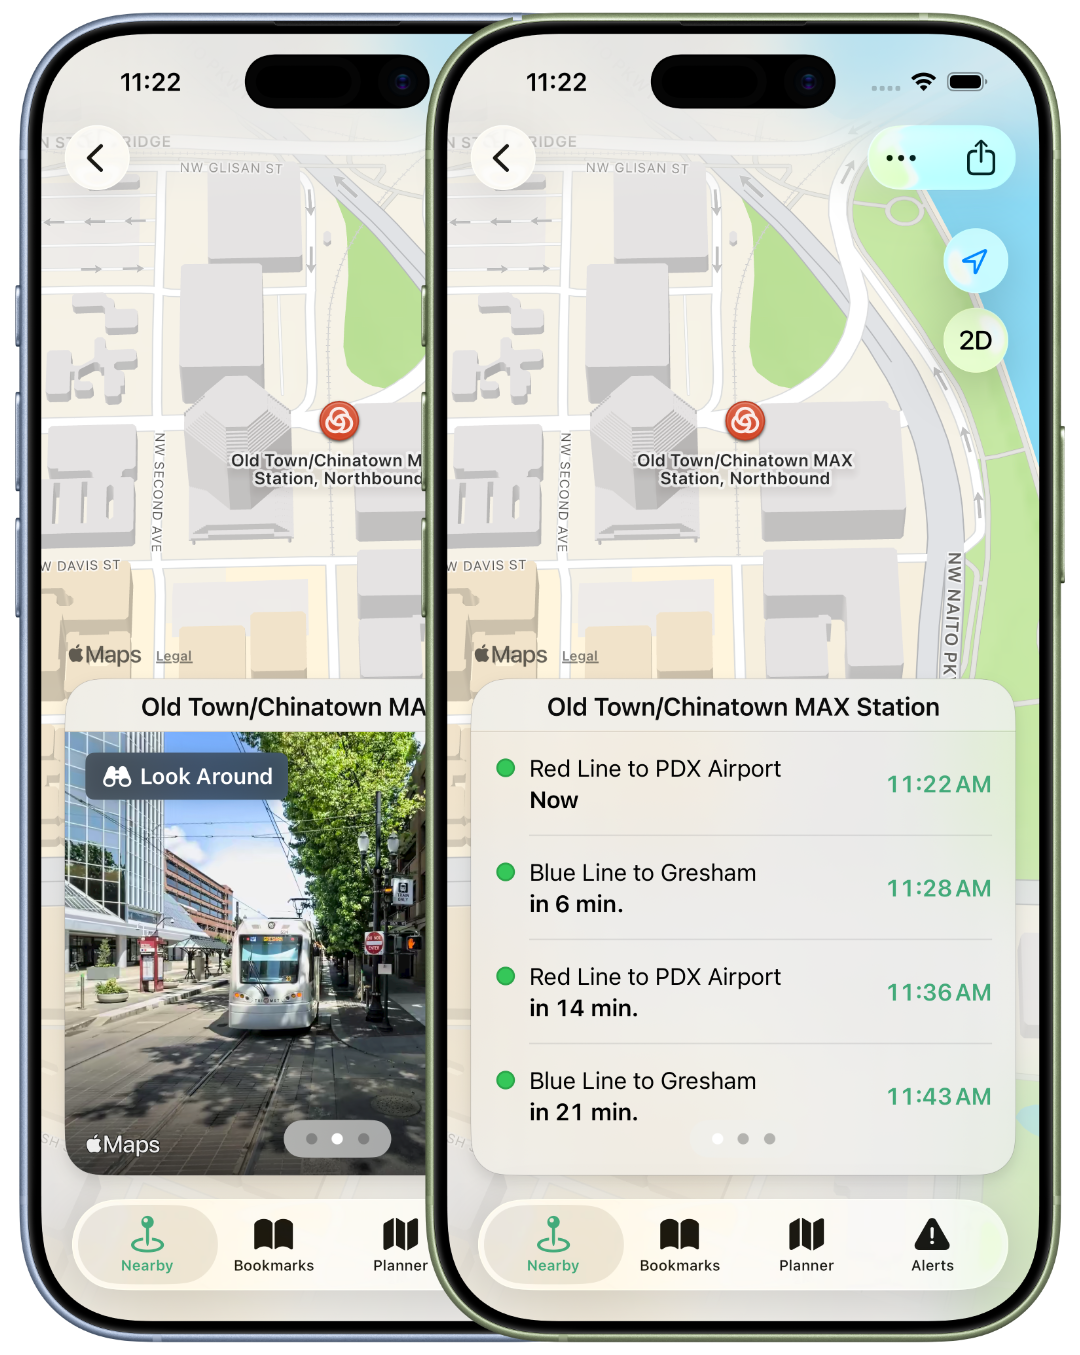 11:22
RIDGE
NW GLISAN ST
Old Town/Chinatown M
Station, Northbound
NW SECOND AVE
W DAVIS ST
Maps
Legal
Old Town/Chinatown MA
Look Around
GRESHAM
Maps
Nearby
Bookmarks
Planner
11:22
N S
RIDGE
NW GLISAN ST
2D
Old Town/Chinatown MAX
Station, Northbound
NW SECOND AVE
W DAVIS ST
NW NAITO PK
Maps
Legal
Old Town/Chinatown MAX Station
Red Line to PDX Airport
Now
11:22 AM
Blue Line to Gresham
in 6 min.
11:28 AM
Red Line to PDX Airport
in 14 min.
11:36 AM
Blue Line to Gresham
in 21 min.
11:43 AM
Nearby
Bookmarks
Planner
Alerts